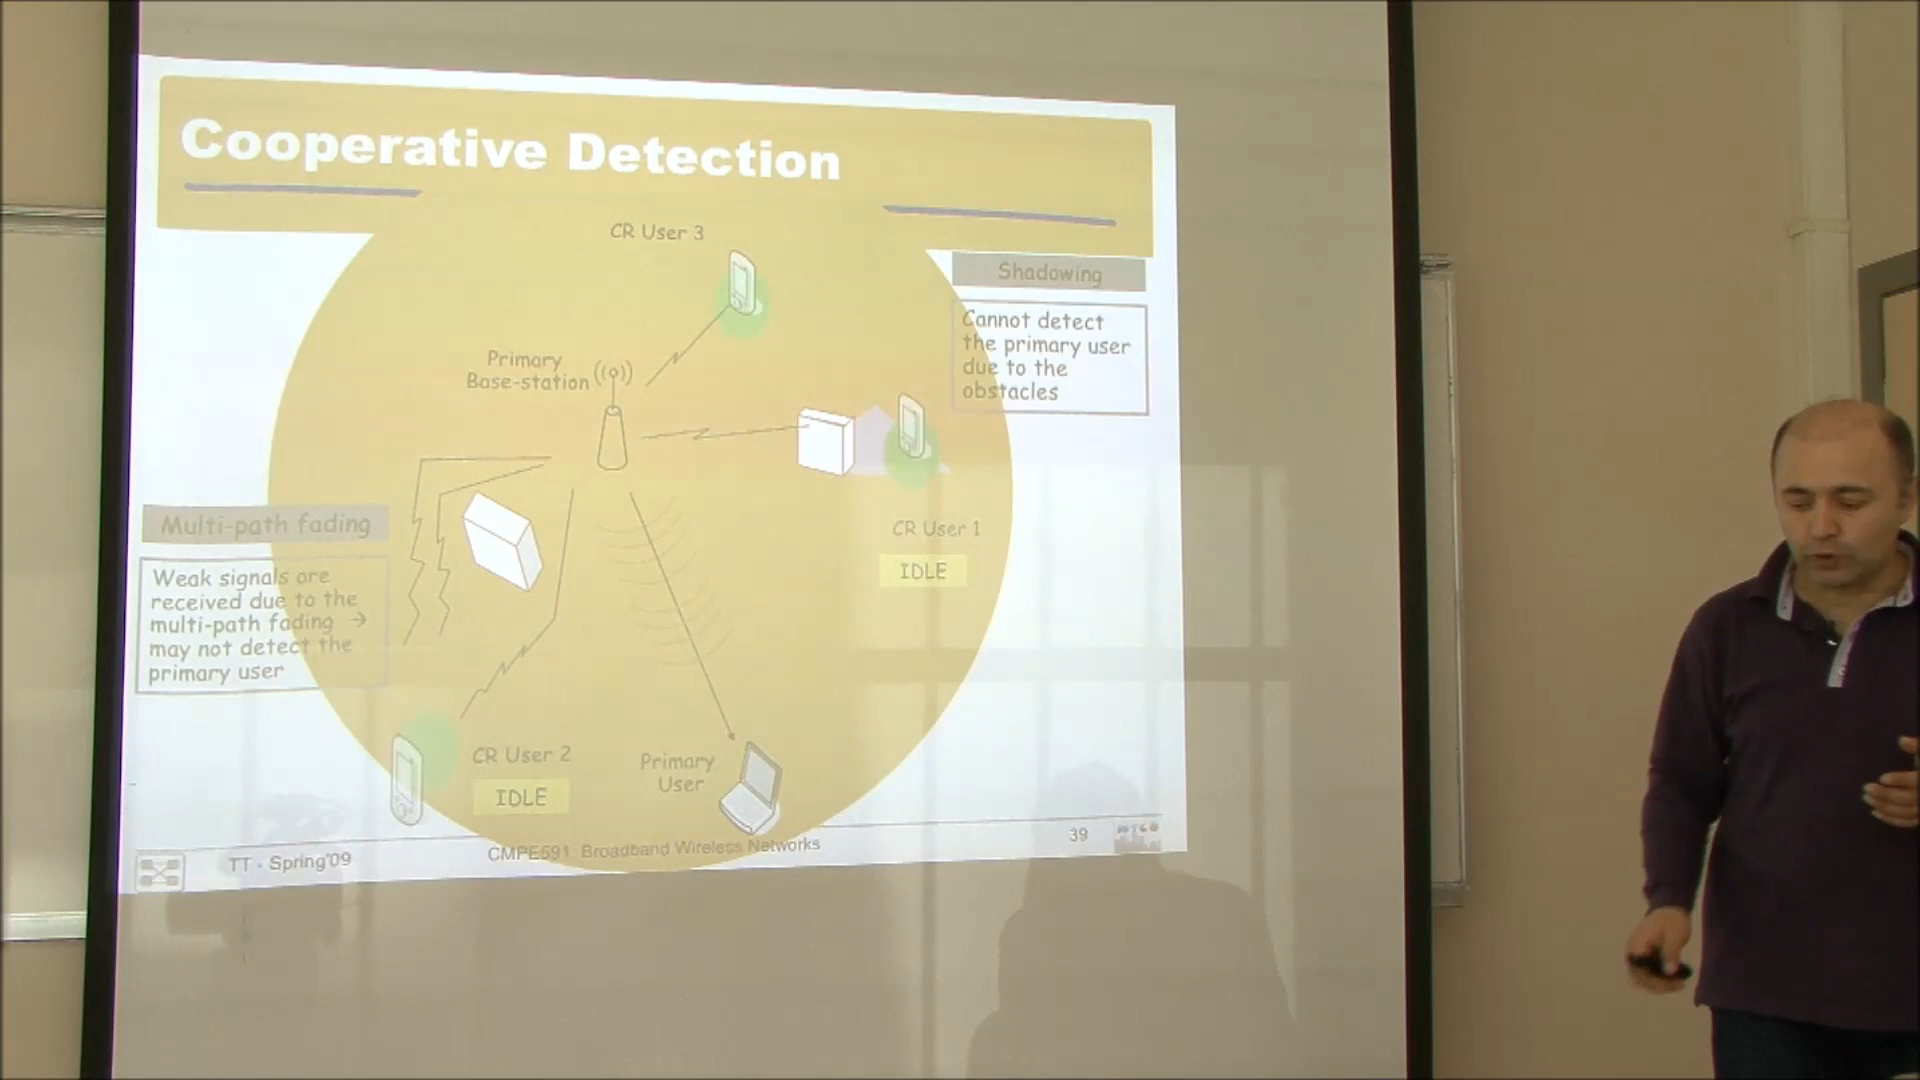 Cooperative Detection
CR User 3
Shadowing
Cannot detect
the primary user
due to the
obstacles
Primary
Base-station
Multi-path fading
Weak signals are
received due to the
multi-path fading →
may not detect the
primary user
CR User 1
IDLE
CR User 2
IDLE
Primary
User
TT - Spring'09
CMPE591 Broadband Wireless Networks
39